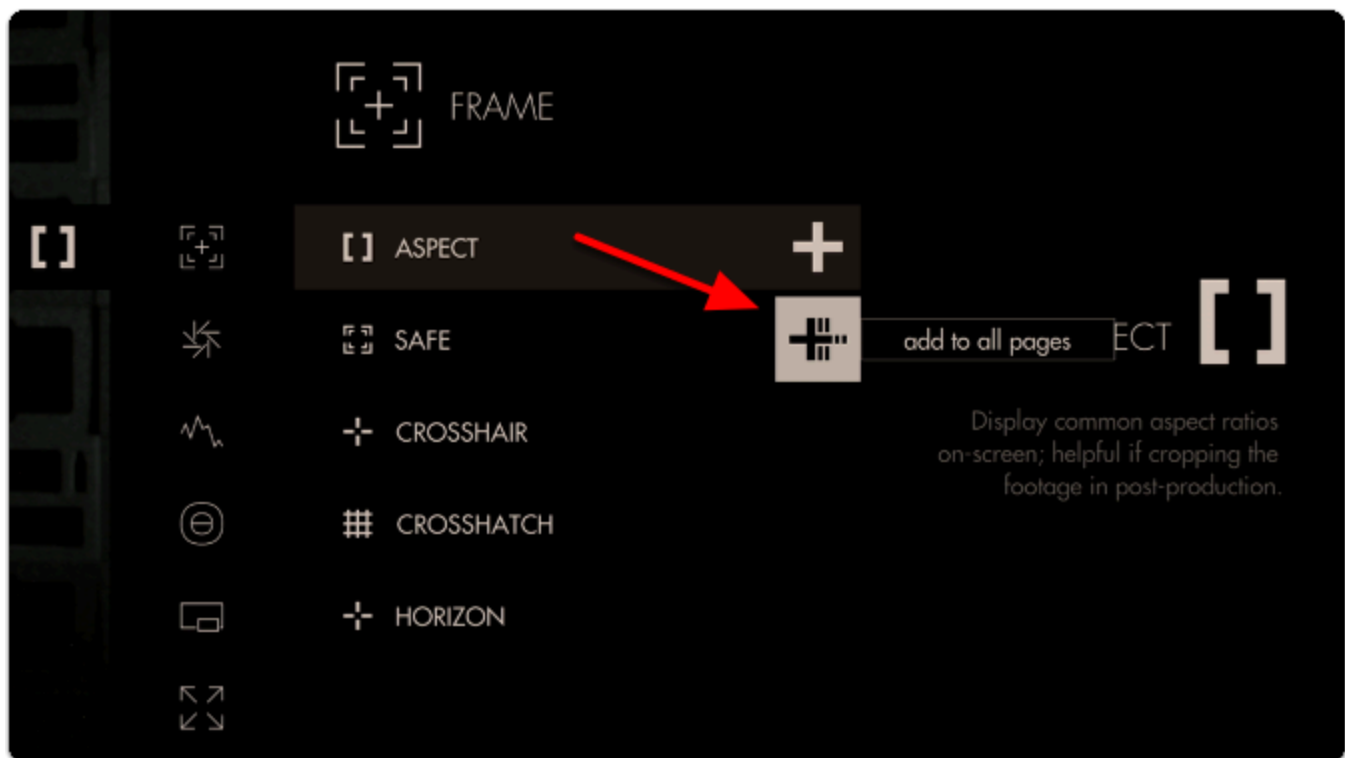 FRAME
ASPECT
SAFE
add to all pages
ECT
CROSSHAIR
Display common aspect ratios
on-screen; helpful if cropping the
footage in post-production.
CROSSHATCH
HORIZON